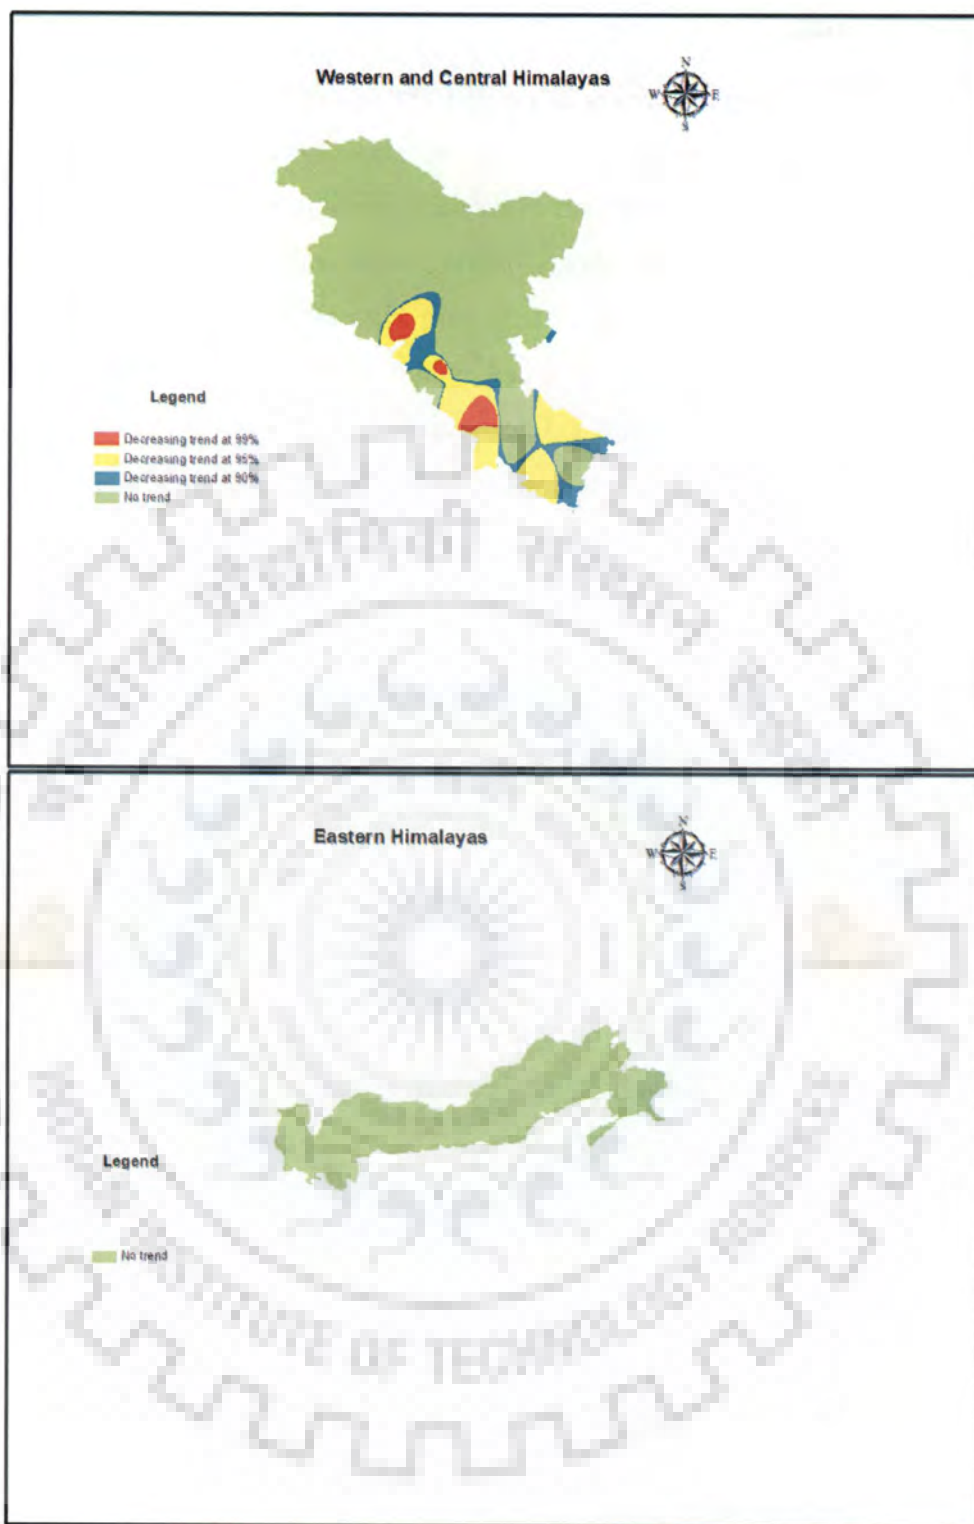 Western and Central Himalayas
N
W E
S
Legend
Decreasing trend at 99%
Decreasing trend at 95%
Decreasing trend at 90%
No trend
Eastern Himalayas
N
W E
S
Legend
No trend
INSTITUTE OF TECHNOLOGY